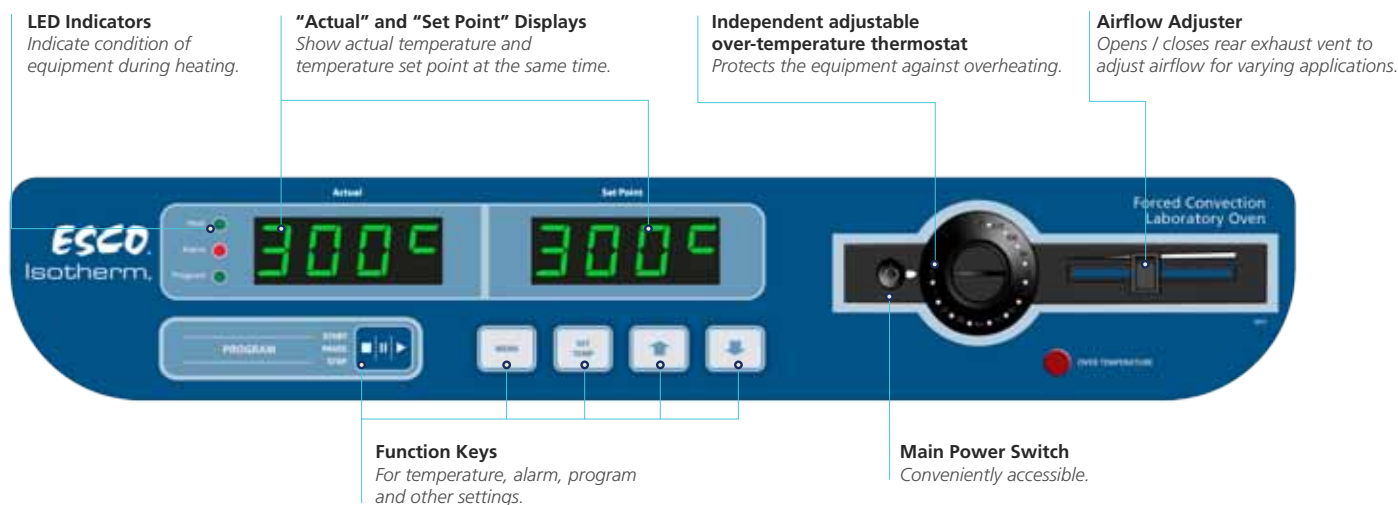 LED Indicators
Indicate condition of
equipment during heating.
“Actual” and “Set Point” Displays
Show actual temperature and
temperature set point at the same time.
Independent adjustable
over-temperature thermostat
Protects the equipment against overheating.
Airflow Adjuster
Opens / closes rear exhaust vent to
adjust airflow for varying applications.
Actual
Set Point
Forced Convection
Laboratory Oven
ESCO
Isotherm
Heat
Alarm
Program
300C
300C
PROGRAM
START
PAUSE
STOP
MENU
SET
TEMP
OVER TEMPERATURE
Function Keys
For temperature, alarm, program
and other settings.
Main Power Switch
Conveniently accessible.